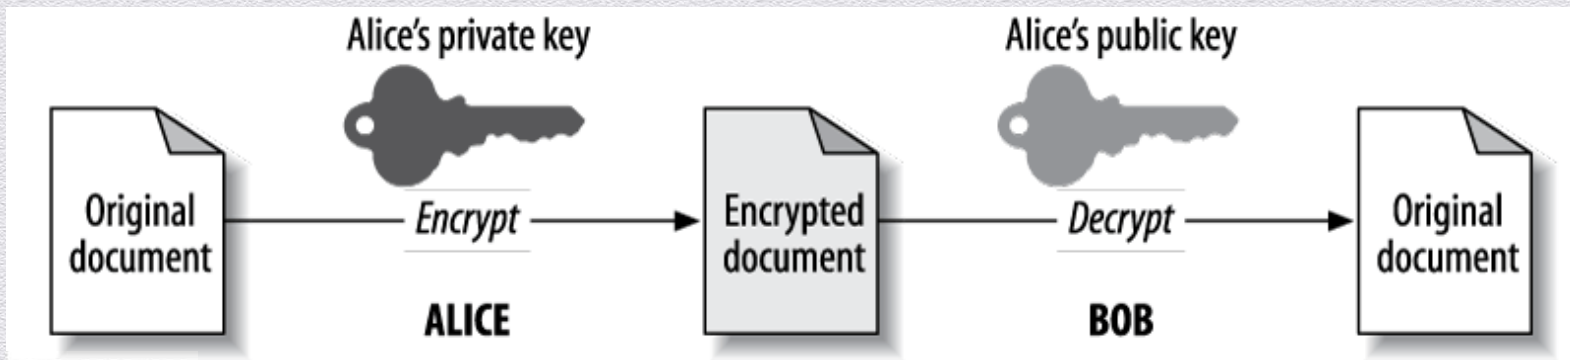 Alice's private key
Alice's public key
Original
document
Encrypt
Encrypted
document
Decrypt
Original
document
ALICE
BOB